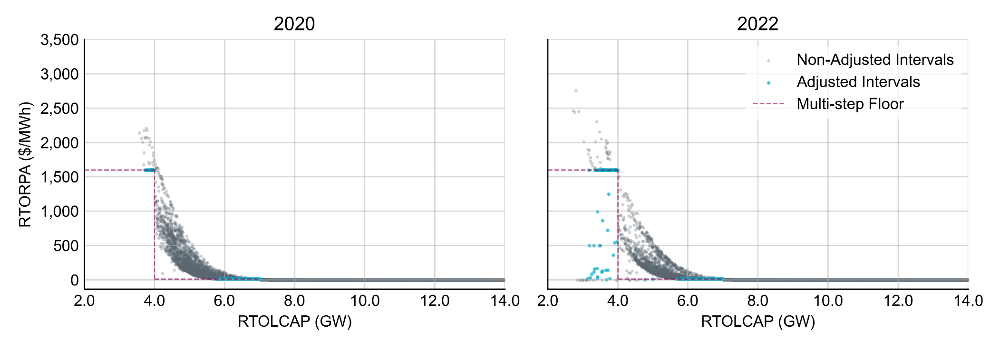 2020
2022
3,500
3,000
2,500
2,000
1,500
1,000
500
0
RTORPA ($/MWh)
Non-Adjusted Intervals
Adjusted Intervals
Multi-step Floor
2.0 4.0 6.0 8.0 10.0 12.0 14.0
2.0 4.0 6.0 8.0 10.0 12.0 14.0
RTOLCAP (GW)
RTOLCAP (GW)